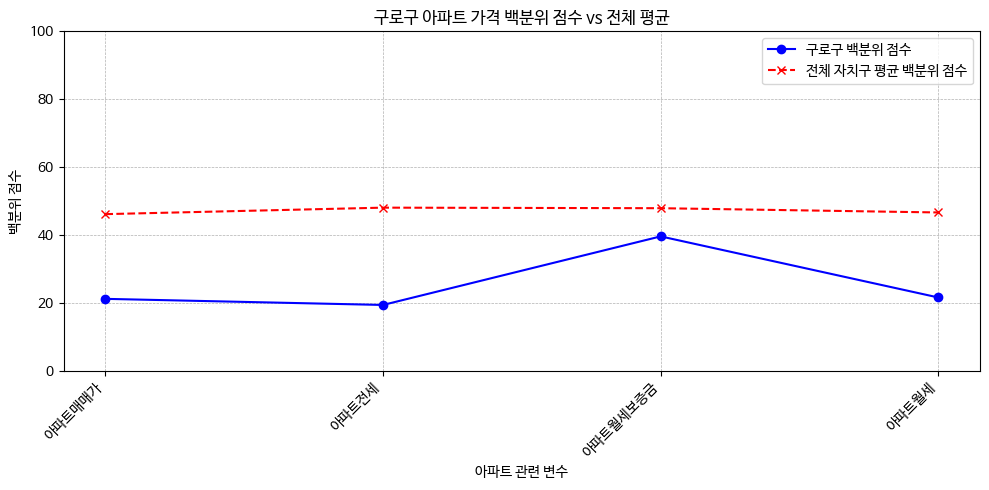 구로구 아파트 가격 백분위 점수 vs 전체 평균
구로구 백분위 점수
전체 자치구 평균 백분위 점수
백분위 점수
100
80
60
40
20
0
아파트매매가
아파트전세
아파트월세보증금
아파트월세
아파트 관련 변수